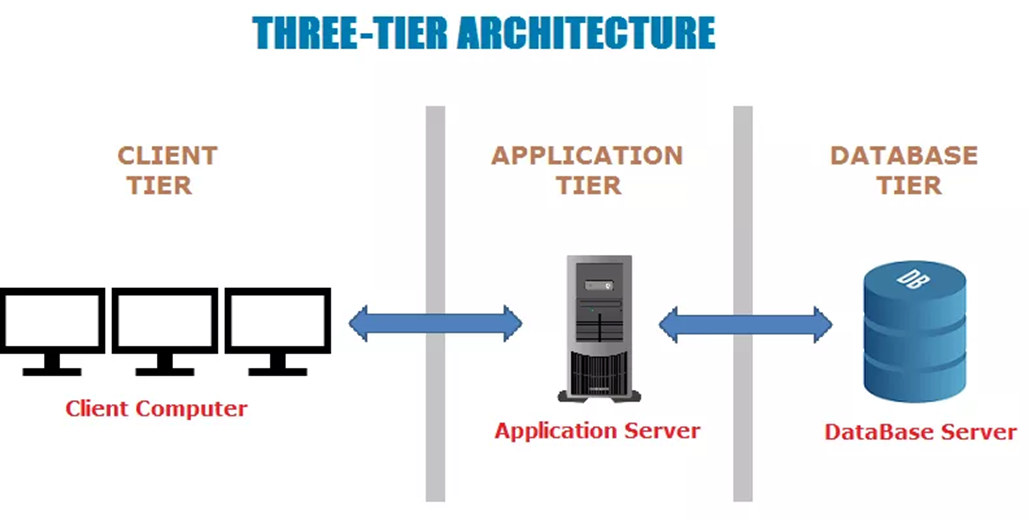 THREE-TIER ARCHITECTURE
CLIENT
TIER
APPLICATION
TIER
DATABASE
TIER
DB
Client Computer
Application Server
DataBase Server